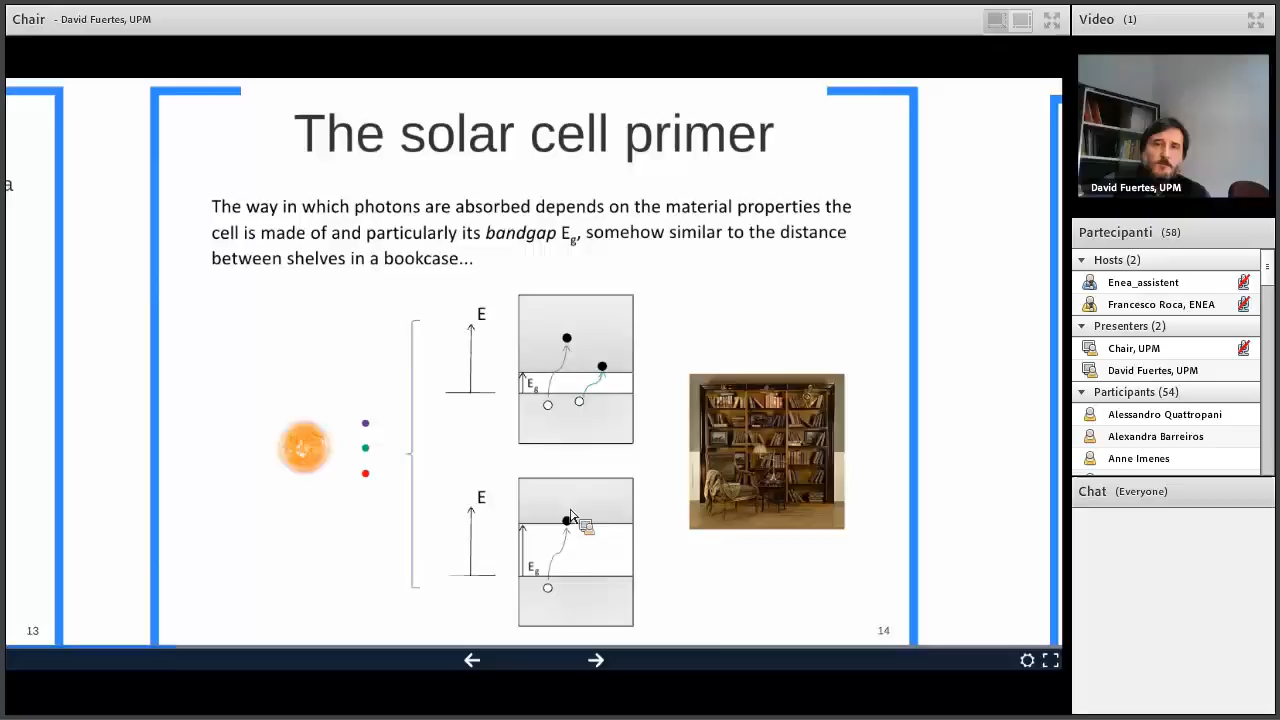 Chair - David Fuertes, UPM
a
The solar cell primer
The way in which photons are absorbed depends on the material properties the
cell is made of and particularly its bandgap Eg, somehow similar to the distance
between shelves in a bookcase...
E
Eg
E
Eg
13
14
Video (1)
David Fuertes, UPM
Partecipanti (58)
Hosts (2)
Enea_assistent
Francesco Roca, ENEA
Presenters (2)
Chair, UPM
David Fuertes, UPM
Participants (54)
Alessandro Quattropani
Alexandra Barreiros
Anne Imenes
Chat (Everyone)